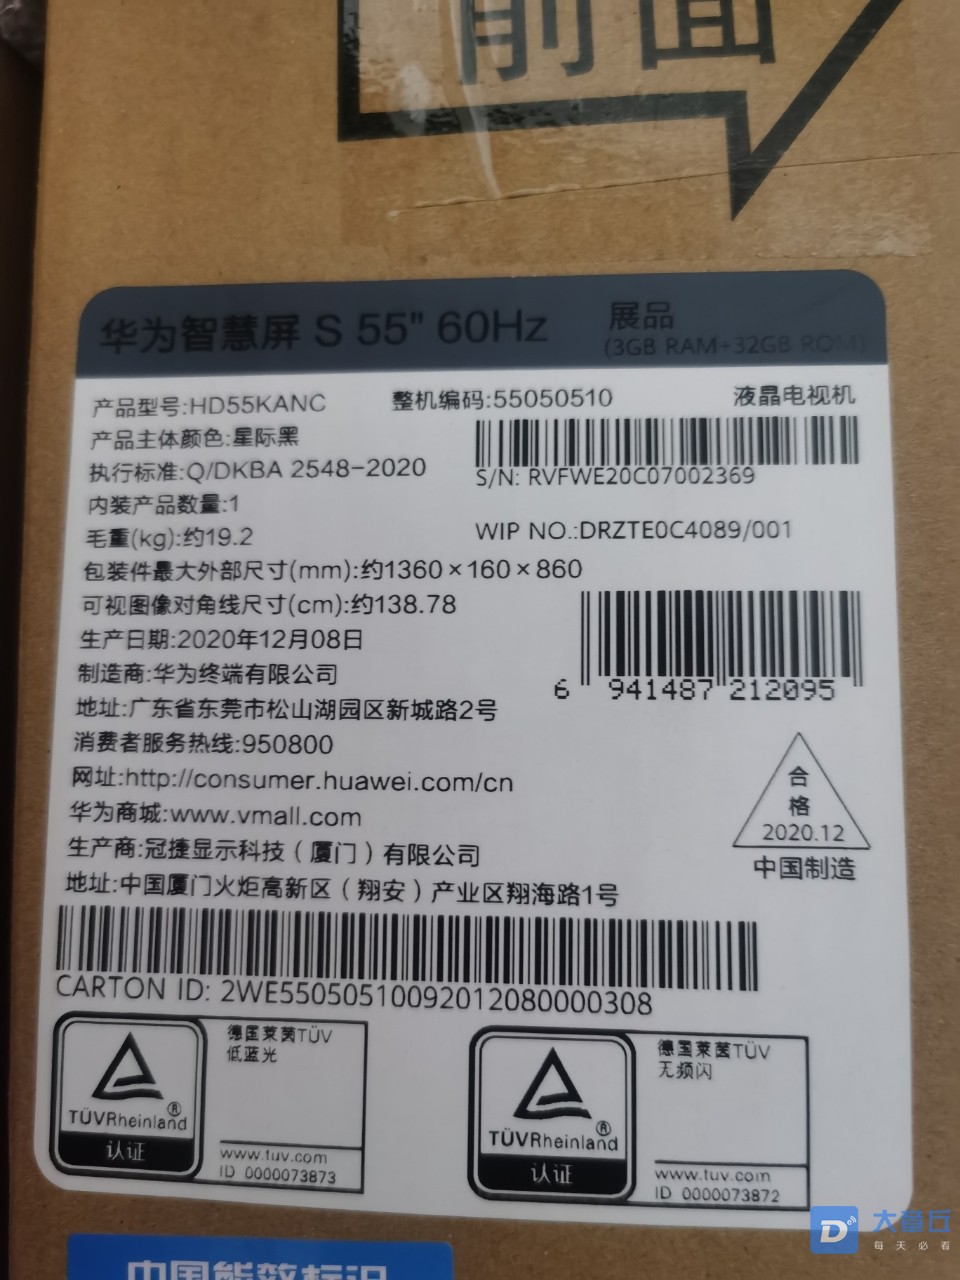 前面
华为智慧屏 S 55" 60Hz
展品
(3GB RAM+32GB ROM)
产品型号:HD55KANC
整机编码:55050510
液晶电视机
产品主体颜色:星际黑
执行标准:Q/DKBA 2548-2020
S/N: RVFWE20C07002369
内装产品数量:1
毛重(kg):约19.2
WIP NO.:DRZTE0C4089/001
包装件最大外部尺寸(mm):约1360×160×860
可视图像对角线尺寸(cm):约138.78
生产日期:2020年12月08日
制造商:华为终端有限公司
6 941487 212095
地址:广东省东莞市松山湖园区新城路2号
消费者服务热线:950800
网址:http://consumer.huawei.com/cn
华为商城:www.vmall.com
合
格
2020.12
中国制造
生产商:冠捷显示科技（厦门）有限公司
地址:中国厦门火炬高新区（翔安）产业区翔海路1号
CARTON ID: 2WE55050510092012080000308
德国莱茵TÜV
低蓝光
TÜVRheinland
®
认证
www.tuv.com
ID 0000073873
德国莱茵TÜV
无频闪
TÜVRheinland
®
认证
www.tuv.com
ID 0000073872
中国能效标识
大音丘
每天必看